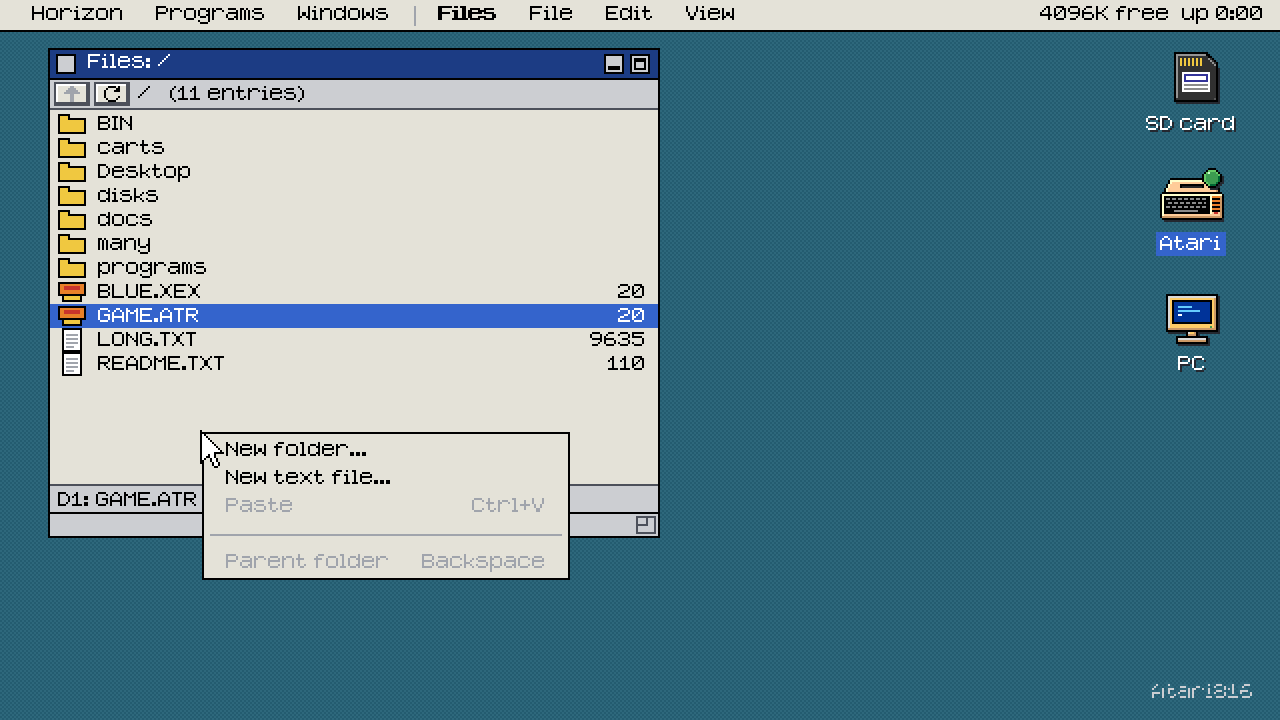 Horizon Programs Windows | Files File Edit View 4096K free up 0:00
Files: /
/ (11 entries)
BIN
carts
Desktop
disks
docs
many
programs
BLUE.XEX 20
GAME.ATR 20
LONG.TXT 9635
README.TXT 110
D1: GAME.ATR
New folder...
New text file...
Paste Ctrl+V
Parent folder Backspace
SD card
Atari
PC
Atari816